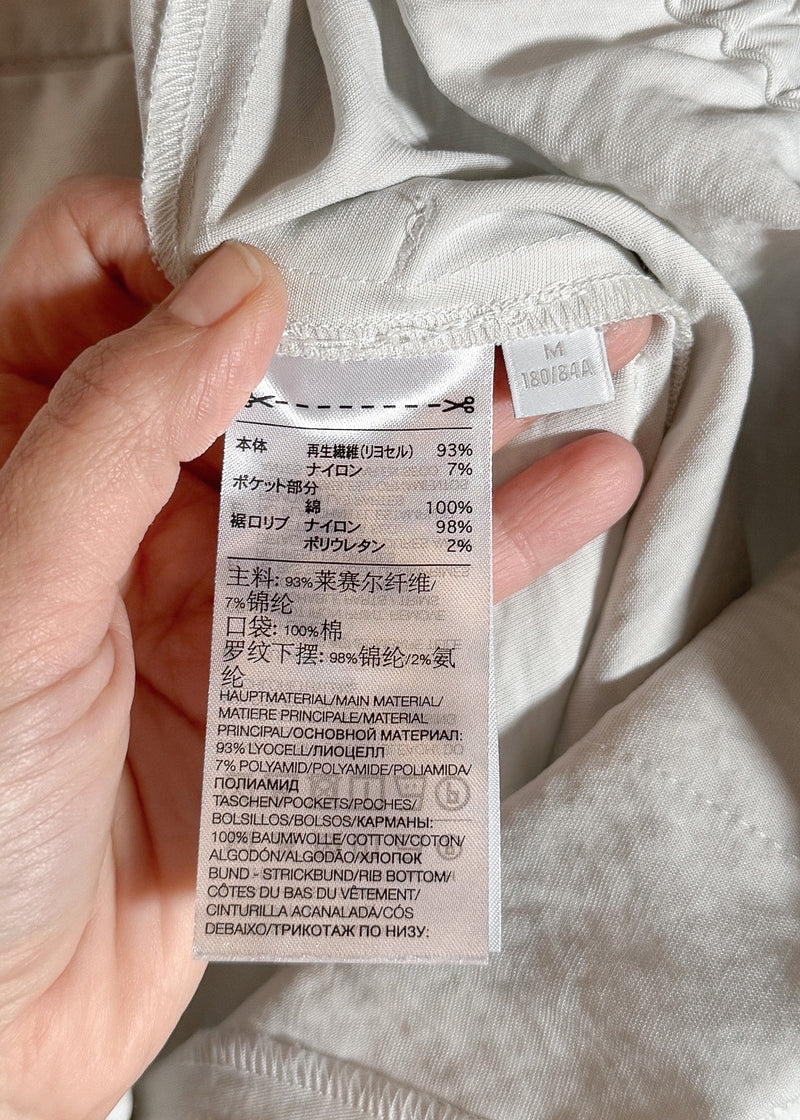 M
180/84A
本体 再生繊維(リヨセル) 93%
ナイロン 7%
ポケット部分
綿 100%
裾口リブ ナイロン 98%
ポリウレタン 2%
主料: 93%莱赛尔纤维/
7%锦纶
口袋: 100%棉
罗纹下摆: 98%锦纶/2%氨
纶
HAUPTMATERIAL/MAIN MATERIAL/
MATIERE PRINCIPALE/MATERIAL
PRINCIPAL/ОСНОВНОЙ МАТЕРИАЛ:
93% LYOCELL/ЛИОЦЕЛЛ
7% POLYAMID/POLYAMIDE/POLIAMIDA/
ПОЛИАМИД
TASCHEN/POCKETS/POCHES/
BOLSILLOS/BOLSOS/КАРМАНЫ:
100% BAUMWOLLE/COTTON/COTON/
ALGODÓN/ALGODÃO/ХЛОПОК
BUND - STRICKBUND/RIB BOTTOM/
CÔTES DU BAS DU VÊTEMENT/
CINTURILLA ACANALADA/CÓS
DEBAIXO/ТРИКОТАЖ ПО НИЗУ: